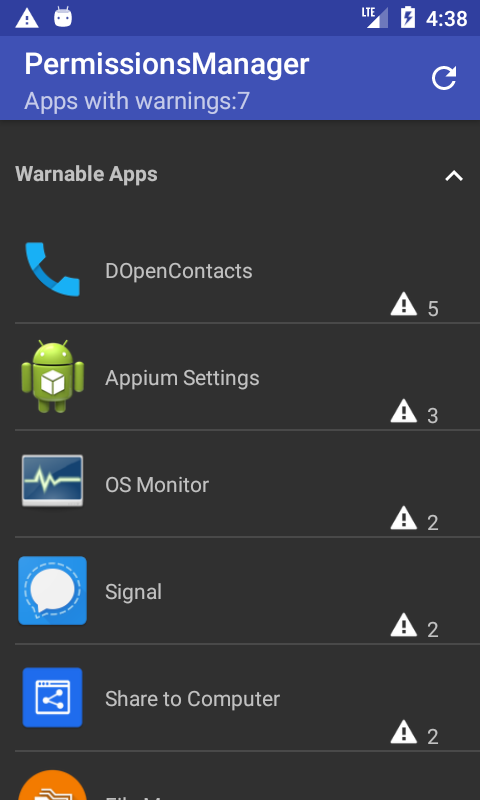 LTE 4:38
PermissionsManager
Apps with warnings:7
Warnable Apps
DOpenContacts
5
Appium Settings
3
OS Monitor
2
Signal
2
Share to Computer
2